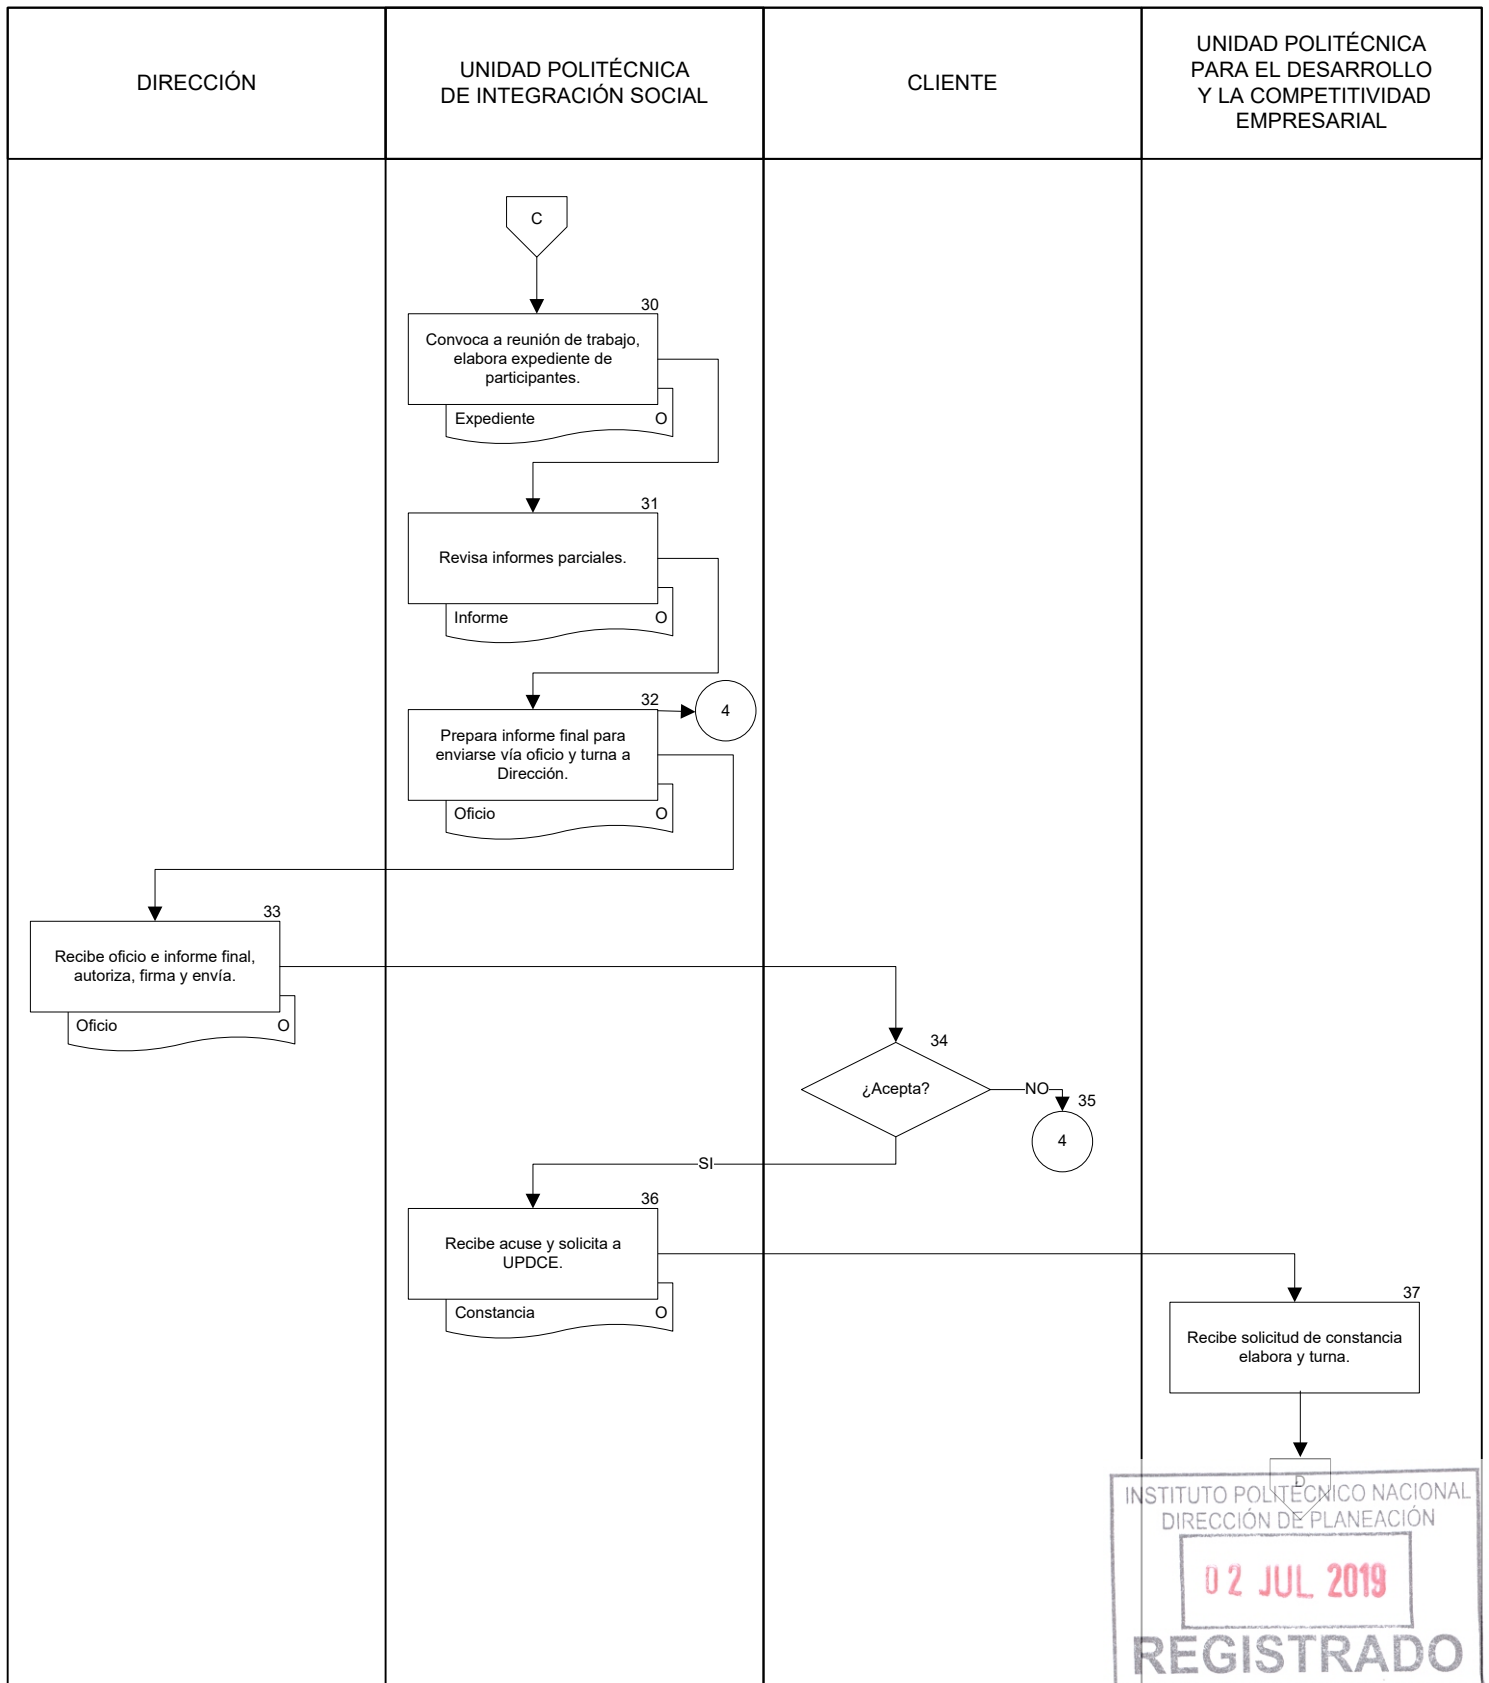 DIRECCIÓN
UNIDAD POLITÉCNICA
DE INTEGRACIÓN SOCIAL
CLIENTE
UNIDAD POLITÉCNICA
PARA EL DESARROLLO
Y LA COMPETITIVIDAD
EMPRESARIAL
C
30
Convoca a reunión de trabajo,
elabora expediente de
participantes.
Expediente O
31
Revisa informes parciales.
Informe O
32
4
Prepara informe final para
enviarse vía oficio y turna a
Dirección.
Oficio O
33
Recibe oficio e informe final,
autoriza, firma y envía.
Oficio O
34
¿Acepta?
NO
35
4
SI
36
Recibe acuse y solicita a
UPDCE.
Constancia O
37
Recibe solicitud de constancia
elabora y turna.
D
INSTITUTO POLITÉCNICO NACIONAL
DIRECCIÓN DE PLANEACIÓN
02 JUL 2019
REGISTRADO